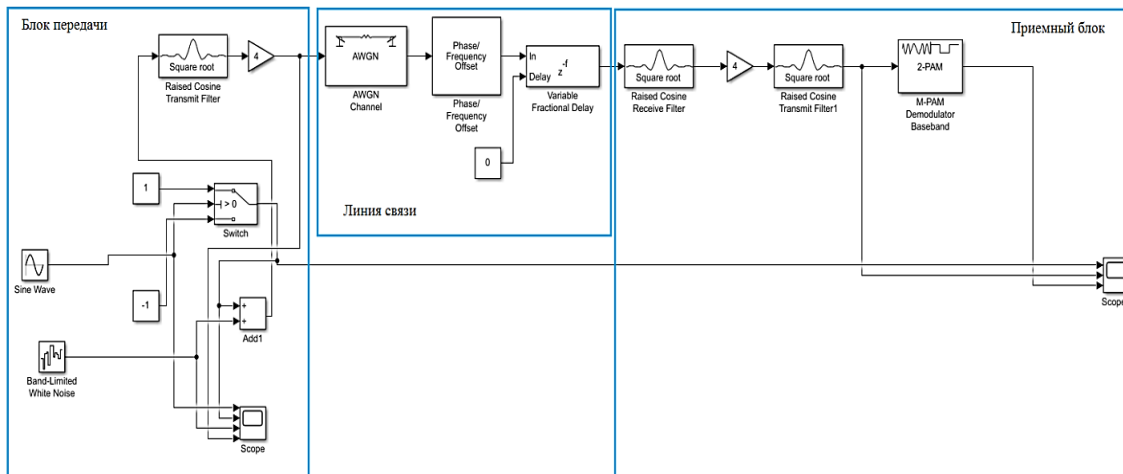 Блок передачи
Square root
Raised Cosine
Transmit Filter
4
1
> 0
Switch
Sine Wave
-1
+
+
Add1
Band-Limited
White Noise
Scope
AWGN
AWGN
Channel
Phase/
Frequency
Offset
Phase/
Frequency
Offset
In
Delay
z
-f
Variable
Fractional Delay
0
Линия связи
Приемный блок
Square root
Raised Cosine
Receive Filter
4
Square root
Raised Cosine
Transmit Filter1
2-PAM
M-PAM
Demodulator
Baseband
Scope